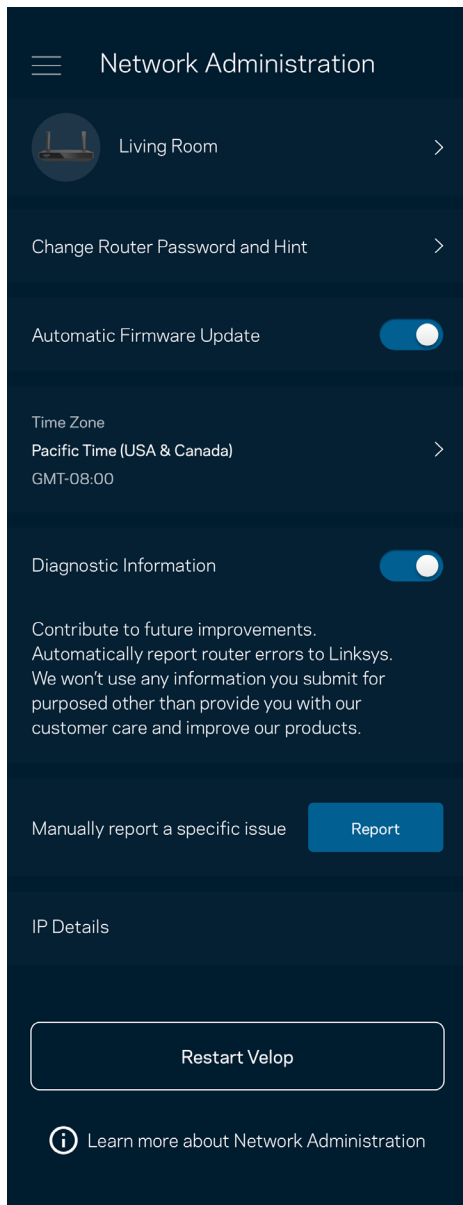 Network Administration
Living Room
Change Router Password and Hint
Automatic Firmware Update
Time Zone
Pacific Time (USA & Canada)
GMT-08:00
Diagnostic Information
Contribute to future improvements.
Automatically report router errors to Linksys.
We won't use any information you submit for
purposed other than provide you with our
customer care and improve our products.
Manually report a specific issue
Report
IP Details
Restart Velop
Learn more about Network Administration